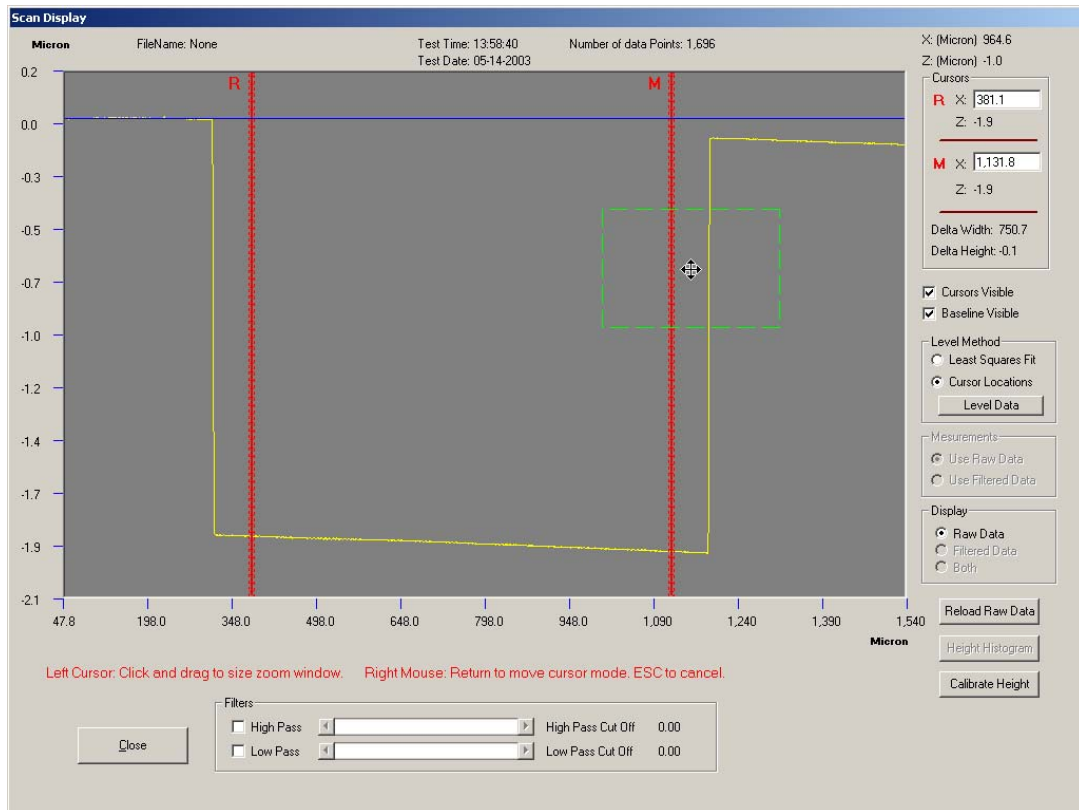 Scan Display
Micron FileName: None Test Time: 13:58:40 Number of data Points: 1,696
Test Date: 05-14-2003
X: (Micron) 964.6
Z: (Micron) -1.0
0.2
0.0
-0.3
-0.5
-0.7
-1.0
-1.2
-1.4
-1.7
-1.9
-2.1
R M
47.8 198.0 348.0 498.0 648.0 798.0 948.0 1,090 1,240 1,390 1,540
Micron
Cursors
R X: 381.1
Z: -1.9
M X: 1,131.8
Z: -1.9
Delta Width: 750.7
Delta Height: -0.1
Cursors Visible
Baseline Visible
Level Method
Least Squares Fit
Cursor Locations
Level Data
Mesurements
Use Raw Data
Use Filtered Data
Display
Raw Data
Filtered Data
Both
Reload Raw Data
Height Histogram
Calibrate Height
Left Cursor: Click and drag to size zoom window. Right Mouse: Return to move cursor mode. ESC to cancel.
Close
Filters
High Pass High Pass Cut Off 0.00
Low Pass Low Pass Cut Off 0.00